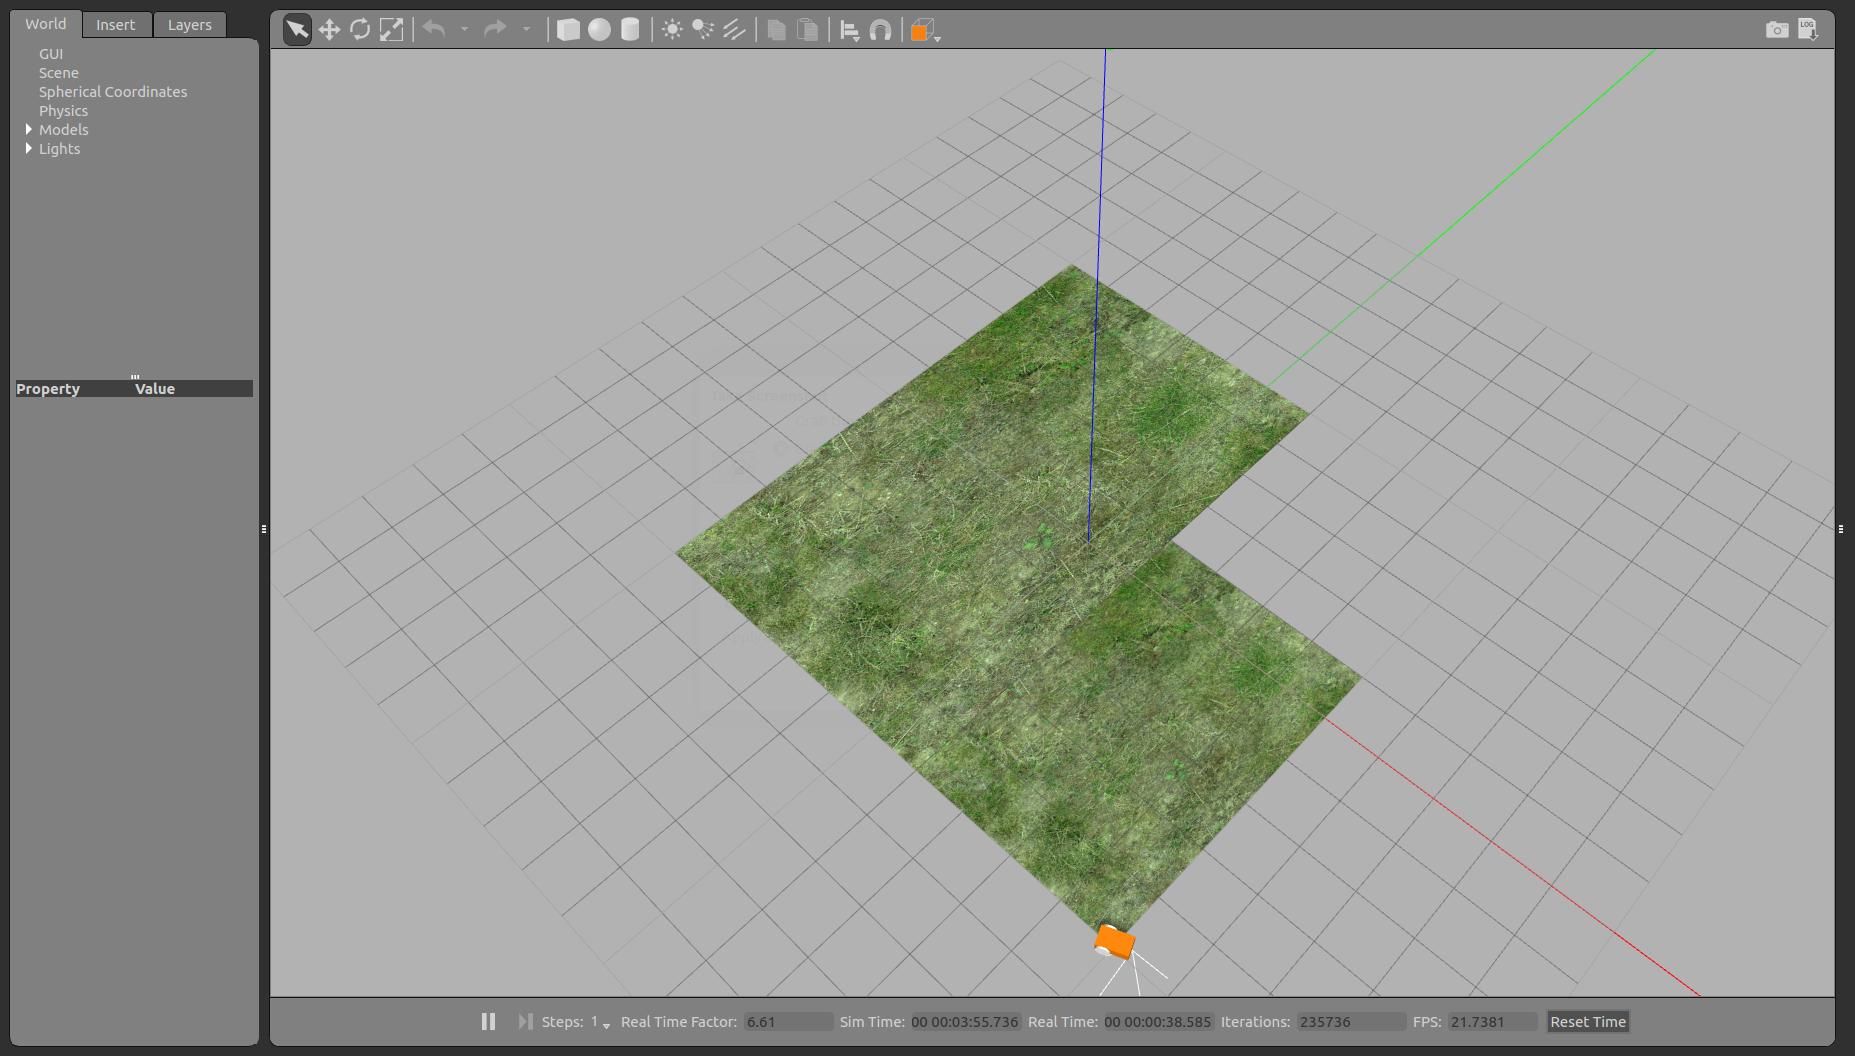 World Insert Layers
GUI
Scene
Spherical Coordinates
Physics
Models
Lights
Property Value
LOG
Steps: 1 Real Time Factor: 6.61 Sim Time: 00 00:03:55.736 Real Time: 00 00:00:38.585 Iterations: 235736 FPS: 21.7381 Reset Time